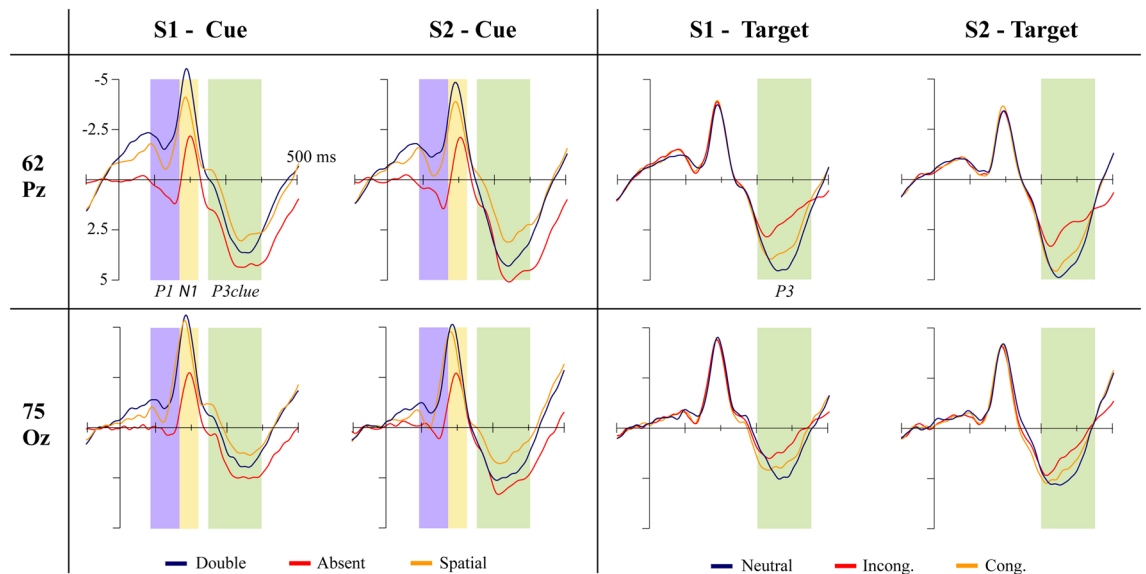 S1 - Cue
S2 - Cue
S1 - Target
S2 - Target
62
Pz
-5
-2.5
2.5
5
500 ms
P1 N1 P3clue
P3
75
Oz
Double Absent Spatial
Neutral Incong. Cong.